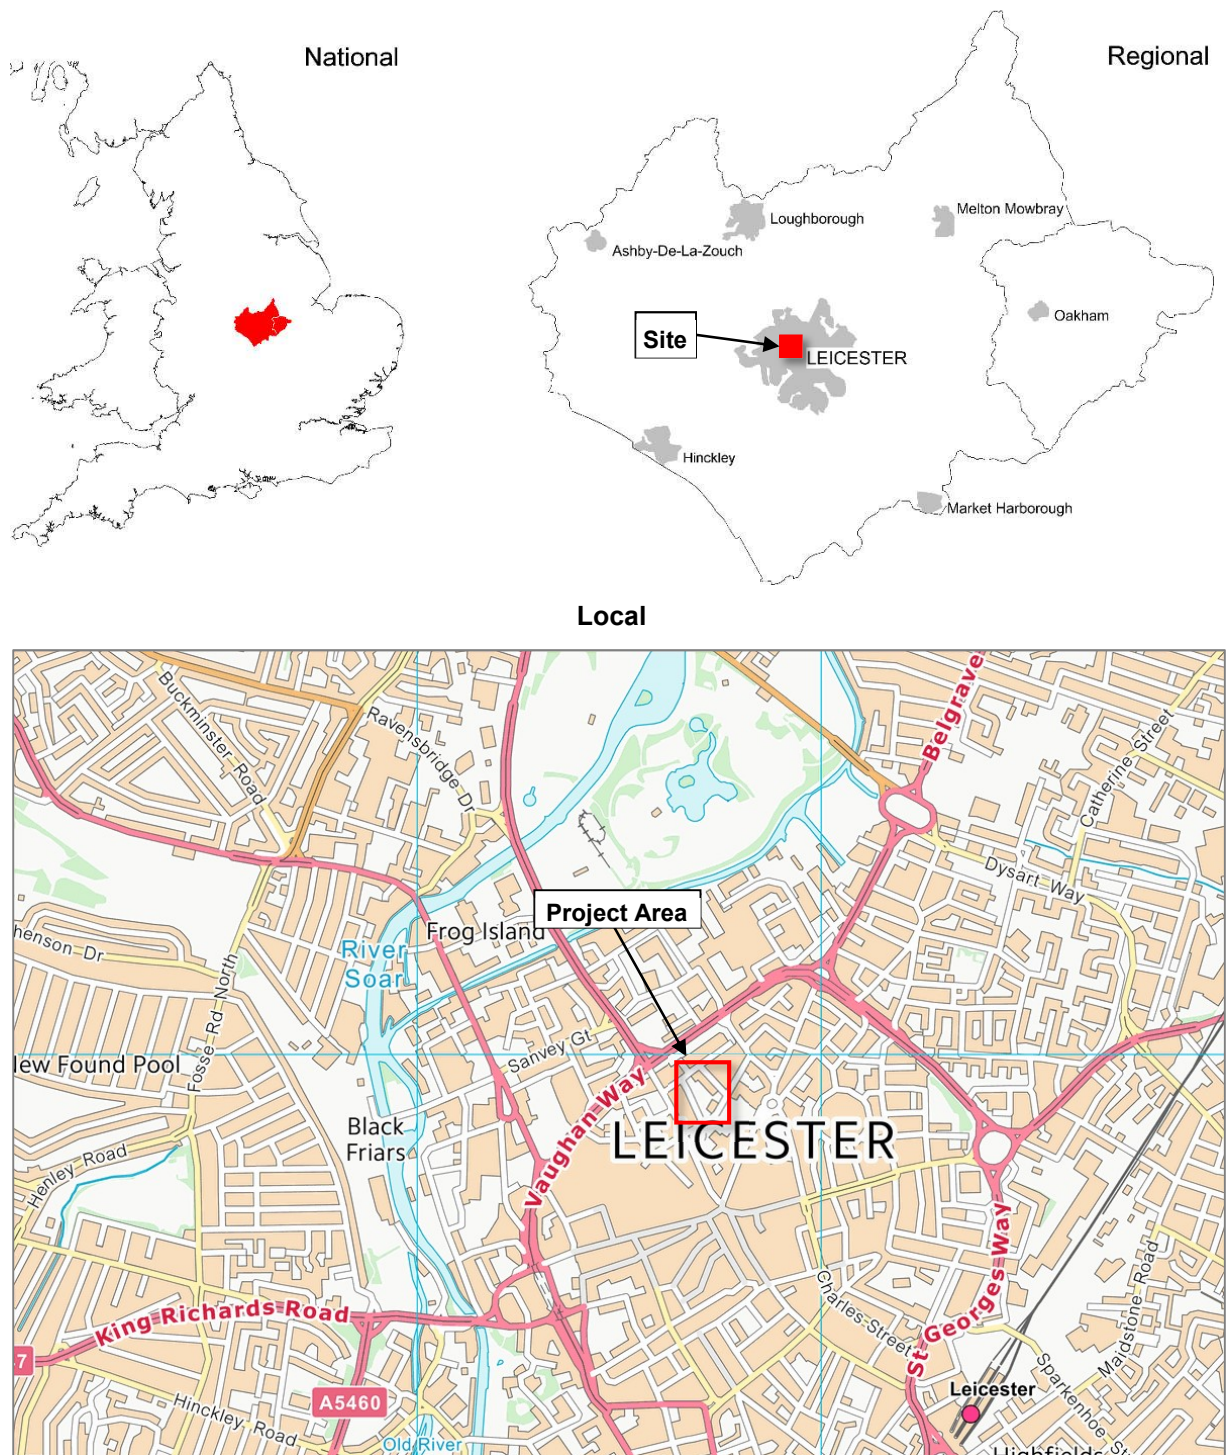 National
Regional
Loughborough
Melton Mowbray
Ashby-De-La-Zouch
Oakham
Site
LEICESTER
Hinckley
Market Harborough
Local
Buckminster Road
Ravensbridge Dr
Belgrave
Catherine Street
Dysart Way
Project Area
Frog Island
River
Soar
henson Dr
Fosse Rd North
Sanvey Gt
ew Found Pool
Vaughan Way
LEICESTER
Black
Friars
Henley Road
St Georges Way
Charles Street
Maidstone Road
King Richards Road
Sparkenhoe St
7
A5460
Leicester
Hinckley Road
Old River
Highfields